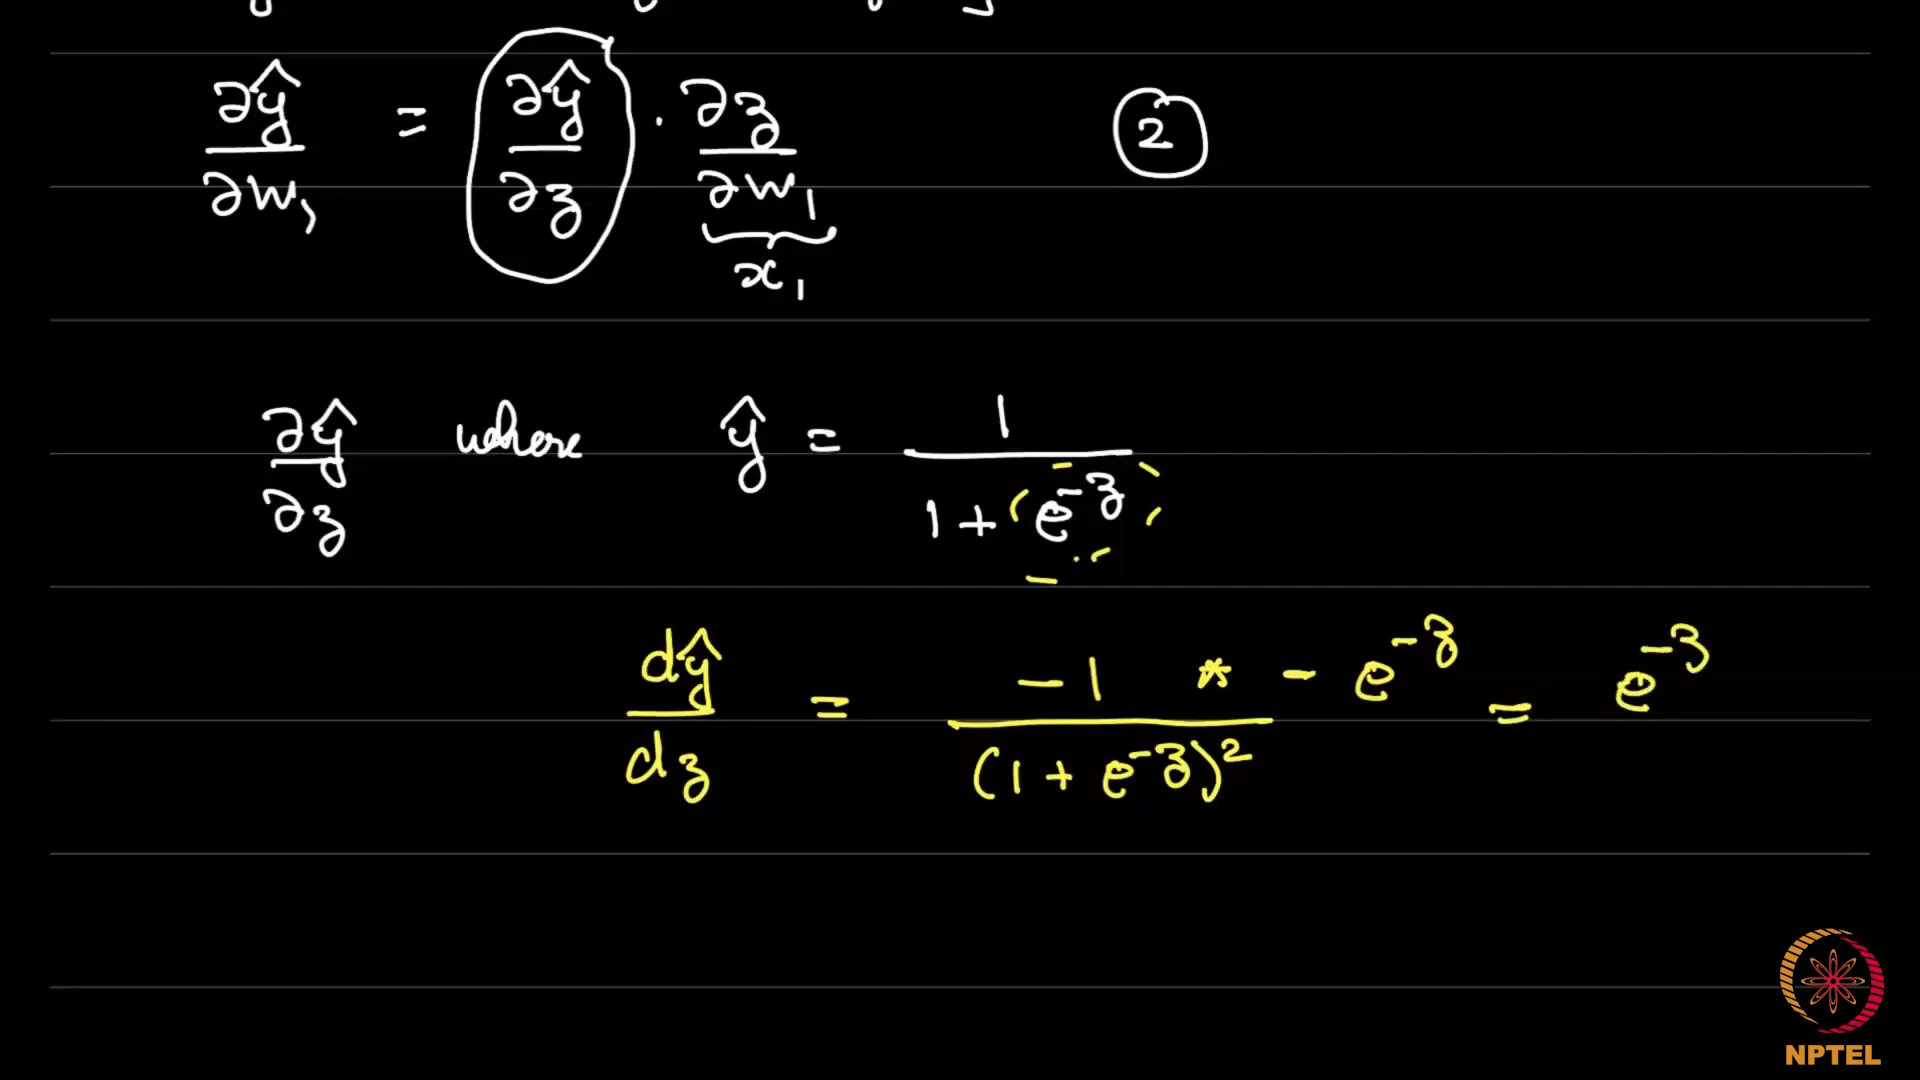 ∂ŷ/∂w₁ = ∂ŷ/∂z · ∂z/∂w₁ ②
x₁
∂ŷ/∂z where ŷ = 1/(1 + e^-z)
dŷ/dz = -1/(1 + e^-z)² * - e^-z = e^-z
NPTEL